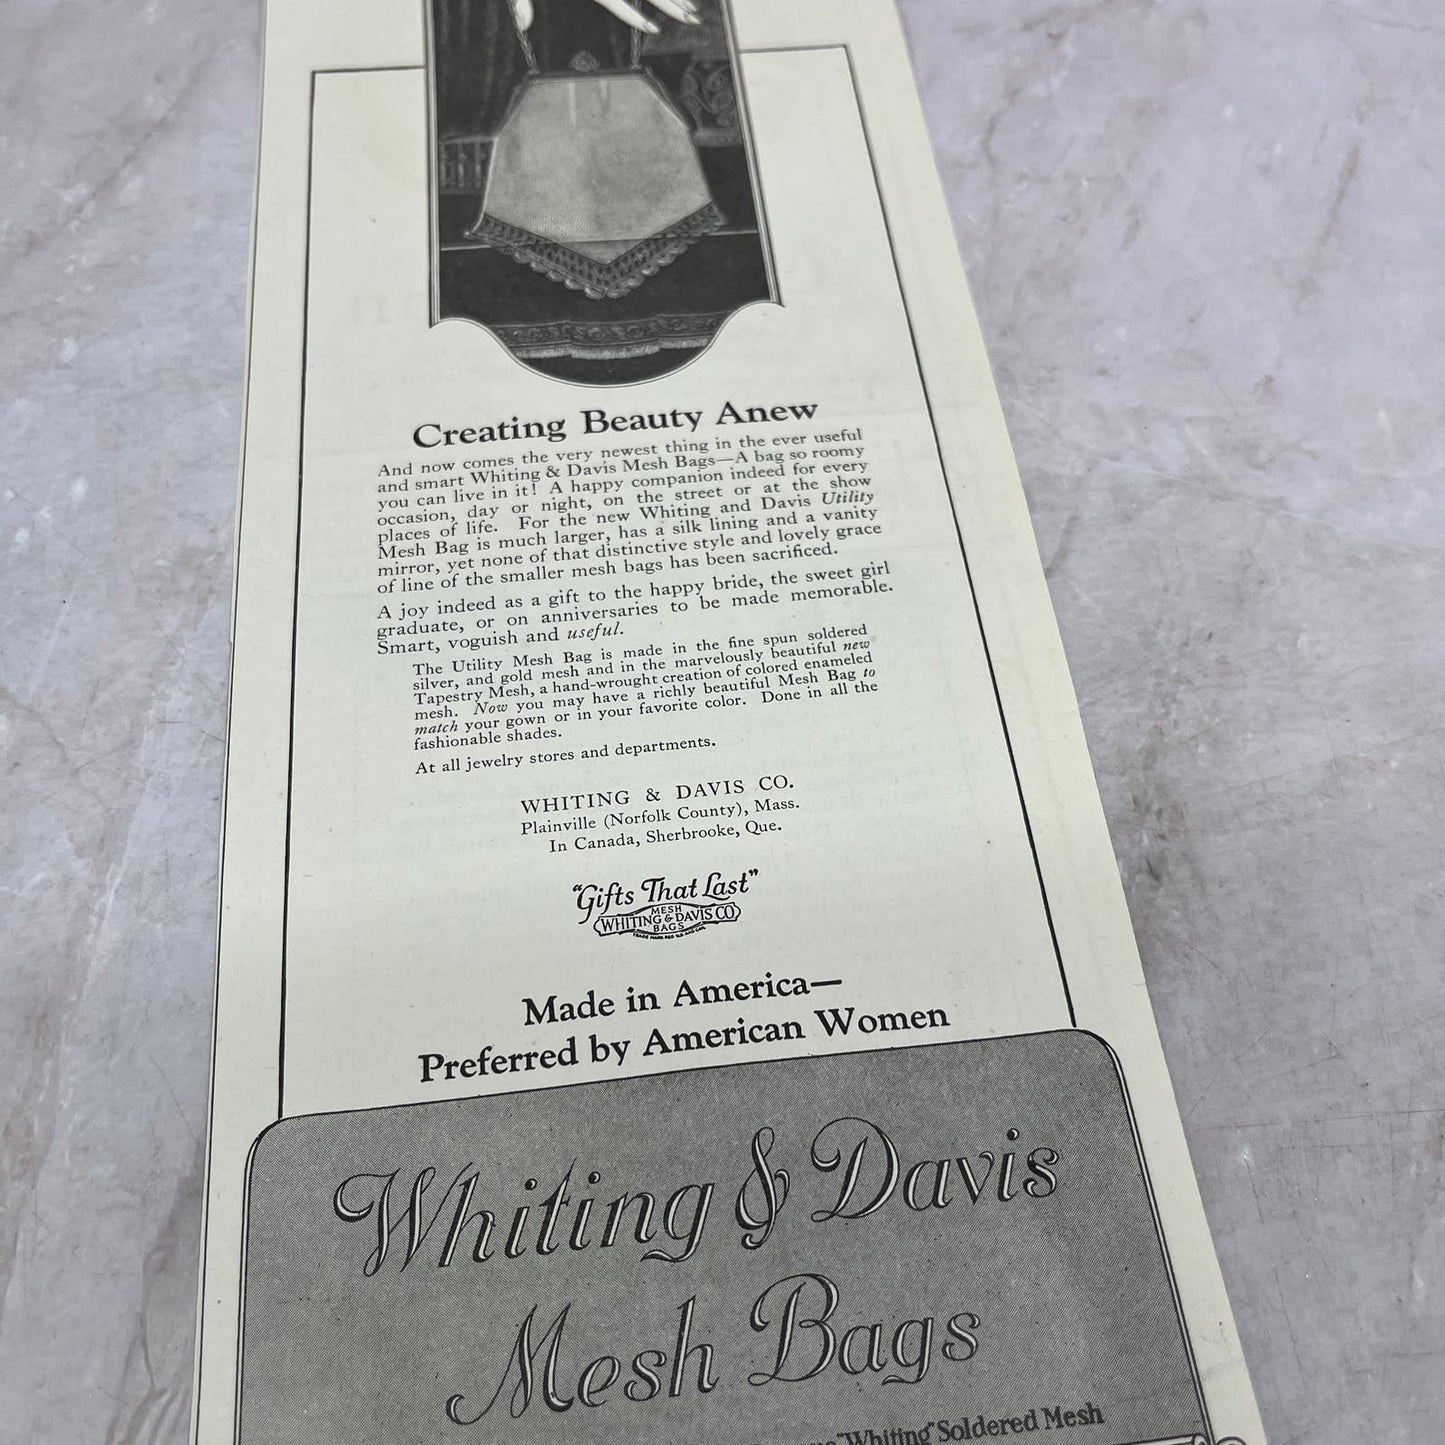 Creating Beauty Anew
And now comes the very newest thing in the ever useful
and smart Whiting & Davis Mesh Bags—A bag so roomy
you can live in it! A happy companion indeed for every
occasion, day or night, on the street or at the show
places of life. For the new Whiting and Davis Utility
Mesh Bag is much larger, has a silk lining and a vanity
mirror, yet none of that distinctive style and lovely grace
of line of the smaller mesh bags has been sacrificed.
A joy indeed as a gift to the happy bride, the sweet girl
graduate, or on anniversaries to be made memorable.
Smart, voguish and useful.
The Utility Mesh Bag is made in the fine spun soldered
silver, and gold mesh and in the marvelously beautiful new
Tapestry Mesh, a hand-wrought creation of colored enameled
mesh. Now you may have a richly beautiful Mesh Bag to
match your gown or in your favorite color. Done in all the
fashionable shades.
At all jewelry stores and departments.
WHITING & DAVIS CO.
Plainville (Norfolk County), Mass.
In Canada, Sherbrooke, Que.
"Gifts That Last"
MESH
WHITING & DAVIS CO
BAGS
TRADE MARK REG U.S. AND CAN.
Made in America—
Preferred by American Women
Whiting & Davis
Mesh Bags
"Whiting" Soldered Mesh